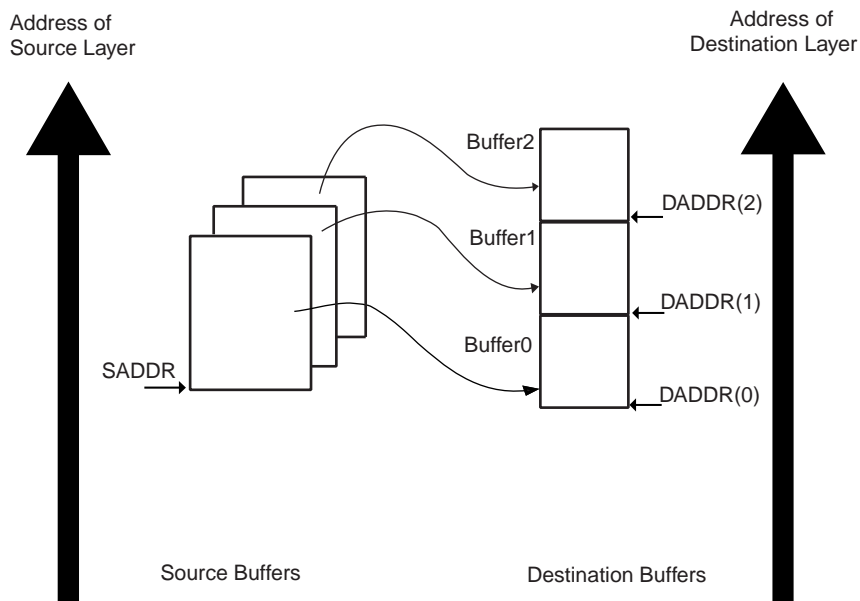 Address of
Source Layer
Address of
Destination Layer
Buffer2
DADDR(2)
Buffer1
DADDR(1)
Buffer0
SADDR
DADDR(0)
Source Buffers
Destination Buffers